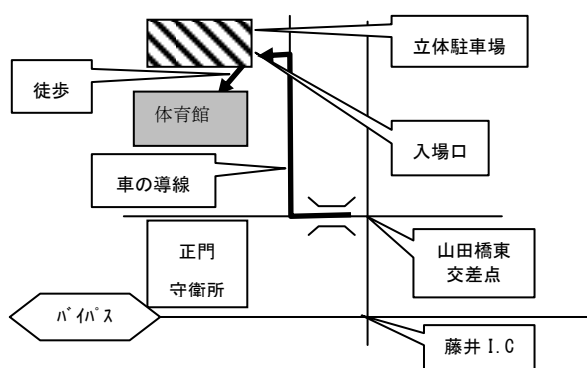 立体駐車場
徒歩
体育館
入場口
車の導線
正門
守衛所
山田橋東
交差点
ﾊﾞｲﾊﾟｽ
藤井 I.C